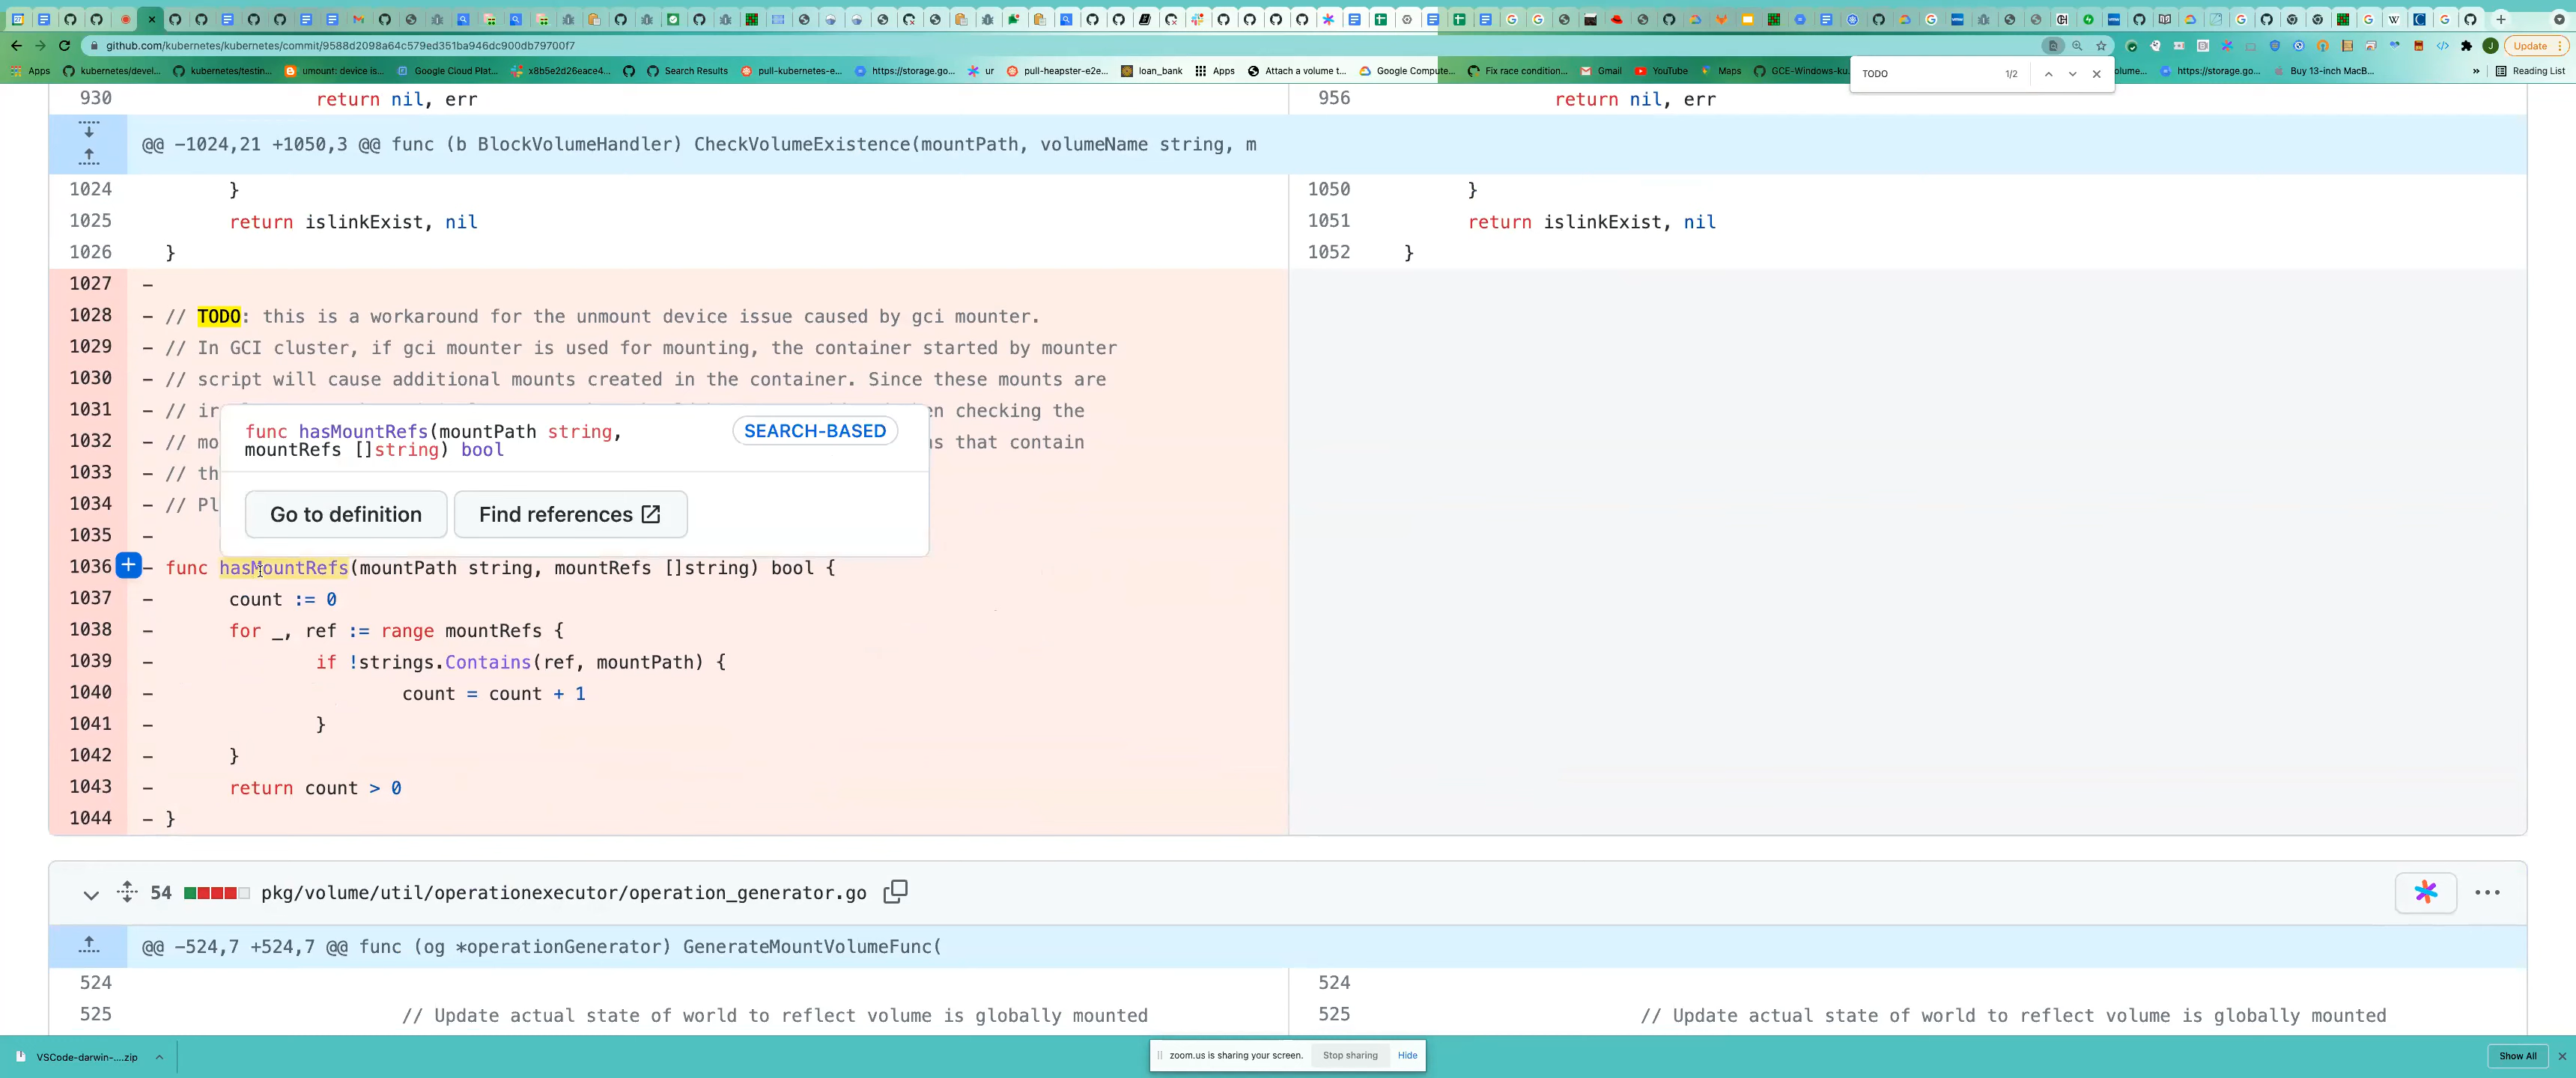 github.com/kubernetes/kubernetes/commit/9588d2098a64c579ed351ba946dc900db79700f7
Update
Apps kubernetes/devel... kubernetes/testin... umount: device is... Google Cloud Plat... x8b5e2d26eace4... Search Results pull-kubernetes-e... https://storage.go... ur pull-heapster-e2e... loan_bank Apps Attach a volume t... Google Compute... Fix race condition... Gmail YouTube Maps GCE-Windows-ku... olume... https://storage.go... Buy 13-inch MacB... » Reading List
TODO 1/2
930 return nil, err 956 return nil, err
@@ -1024,21 +1050,3 @@ func (b BlockVolumeHandler) CheckVolumeExistence(mountPath, volumeName string, m
1024 } 1050 }
1025 return islinkExist, nil 1051 return islinkExist, nil
1026 } 1052 }
1027 -
1028 - // TODO: this is a workaround for the unmount device issue caused by gci mounter.
1029 - // In GCI cluster, if gci mounter is used for mounting, the container started by mounter
1030 - // script will cause additional mounts created in the container. Since these mounts are
1031 - // ir en checking the
1032 - // mo s that contain
1033 - // th
1034 - // Pl
1035 -
func hasMountRefs(mountPath string, SEARCH-BASED
mountRefs []string) bool
Go to definition Find references
1036 + - func hasMountRefs(mountPath string, mountRefs []string) bool {
1037 - count := 0
1038 - for _, ref := range mountRefs {
1039 - if !strings.Contains(ref, mountPath) {
1040 - count = count + 1
1041 - }
1042 - }
1043 - return count > 0
1044 - }
54 pkg/volume/util/operationexecutor/operation_generator.go
@@ -524,7 +524,7 @@ func (og *operationGenerator) GenerateMountVolumeFunc(
524 524
525 // Update actual state of world to reflect volume is globally mounted 525 // Update actual state of world to reflect volume is globally mounted
VSCode-darwin-....zip
zoom.us is sharing your screen. Stop sharing Hide
Show All